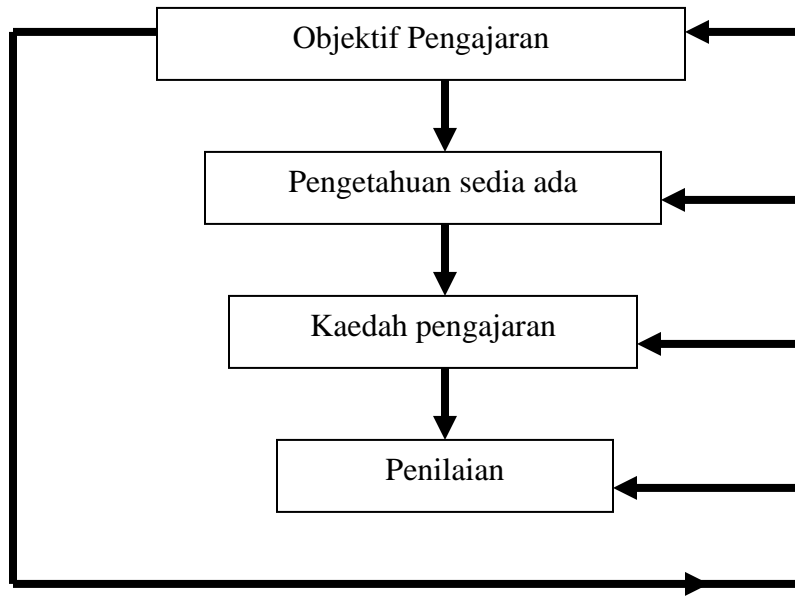 Objektif Pengajaran
Pengetahuan sedia ada
Kaedah pengajaran
Penilaian